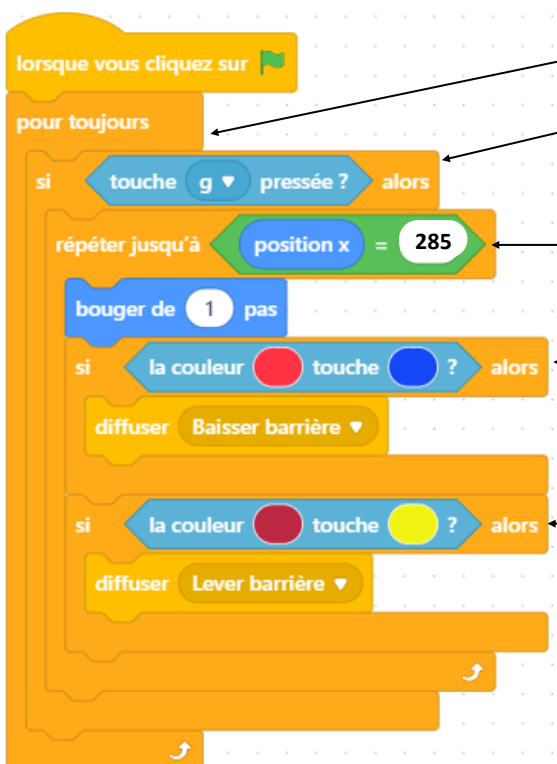 lorsque vous cliquez sur
pour toujours
si touche g pressée ? alors
répéter jusqu'à position x = 285
bouger de 1 pas
si la couleur touche ? alors
diffuser Baisser barrière
si la couleur touche ? alors
diffuser Lever barrière